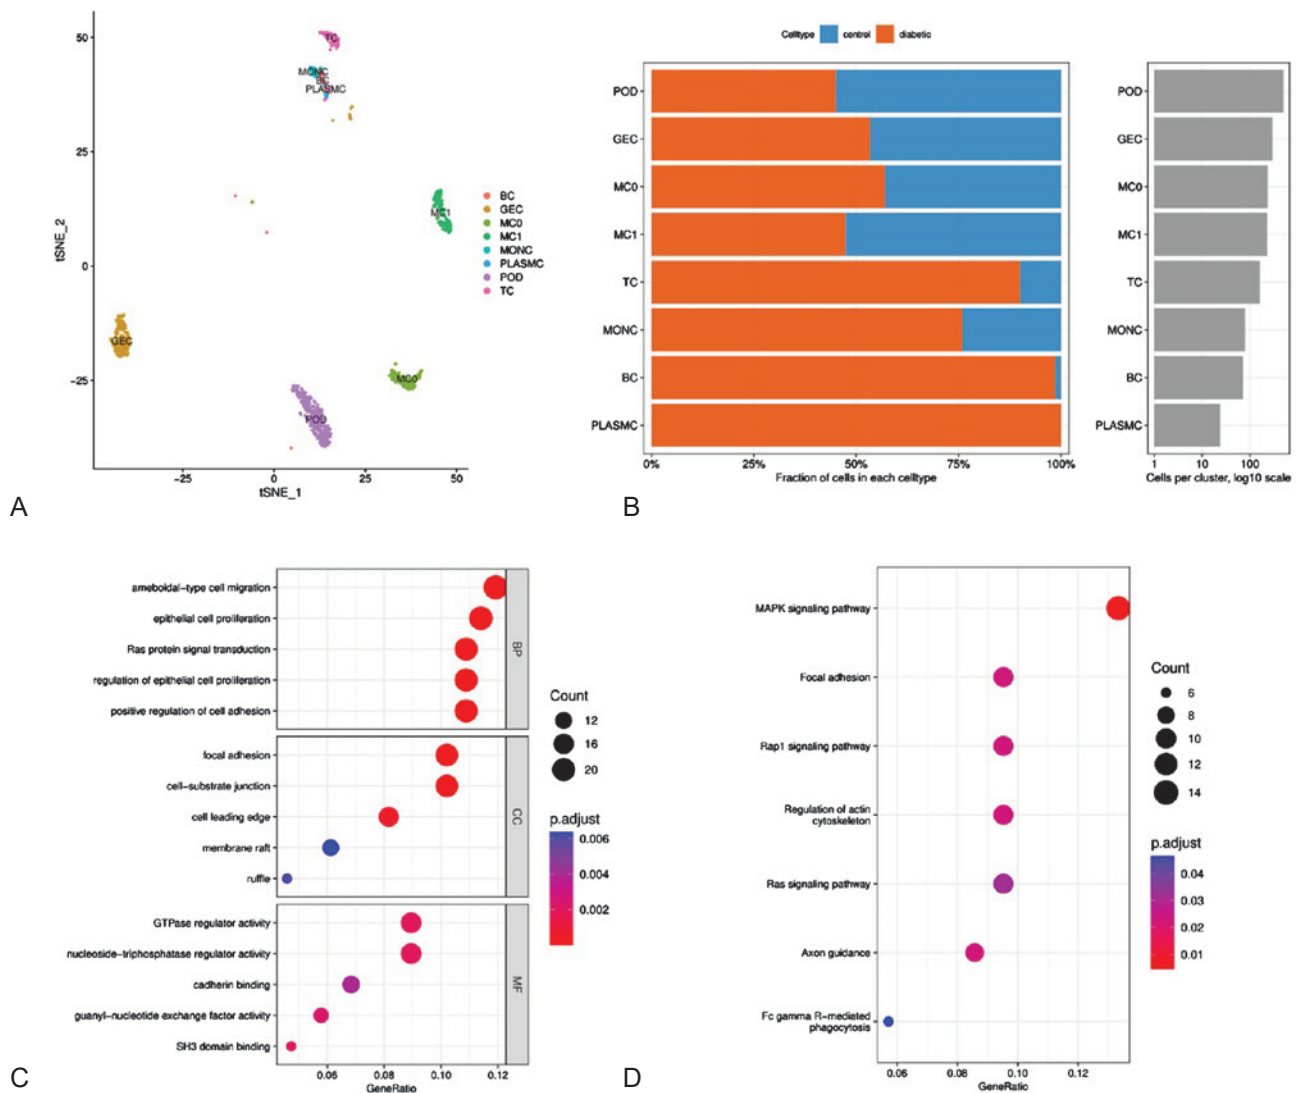 50
25
0
−25
tSNE_2
TC
MONC
BC
PLASMC
MC1
GEC
MC0
POD
BC
GEC
MC0
MC1
MONC
PLASMC
POD
TC
−25
0
25
50
tSNE_1
A
Celltype control diabetic
POD
GEC
MC0
MC1
TC
MONC
BC
PLASMC
0% 25% 50% 75% 100%
Fraction of cells in each celltype
POD
GEC
MC0
MC1
TC
MONC
BC
PLASMC
1 10 100
Cells per cluster, log10 scale
B
ameboidal−type cell migration
epithelial cell proliferation
Ras protein signal transduction
regulation of epithelial cell proliferation
positive regulation of cell adhesion
BP
focal adhesion
cell−substrate junction
cell leading edge
membrane raft
ruffle
CC
GTPase regulator activity
nucleoside−triphosphatase regulator activity
cadherin binding
guanyl−nucleotide exchange factor activity
SH3 domain binding
MF
0.06 0.08 0.10 0.12
GeneRatio
Count
12
16
20
p.adjust
0.006
0.004
0.002
C
MAPK signaling pathway
Focal adhesion
Rap1 signaling pathway
Regulation of actin
cytoskeleton
Ras signaling pathway
Axon guidance
Fc gamma R−mediated
phagocytosis
0.06 0.08 0.10 0.12
GeneRatio
Count
6
8
10
12
14
p.adjust
0.04
0.03
0.02
0.01
D